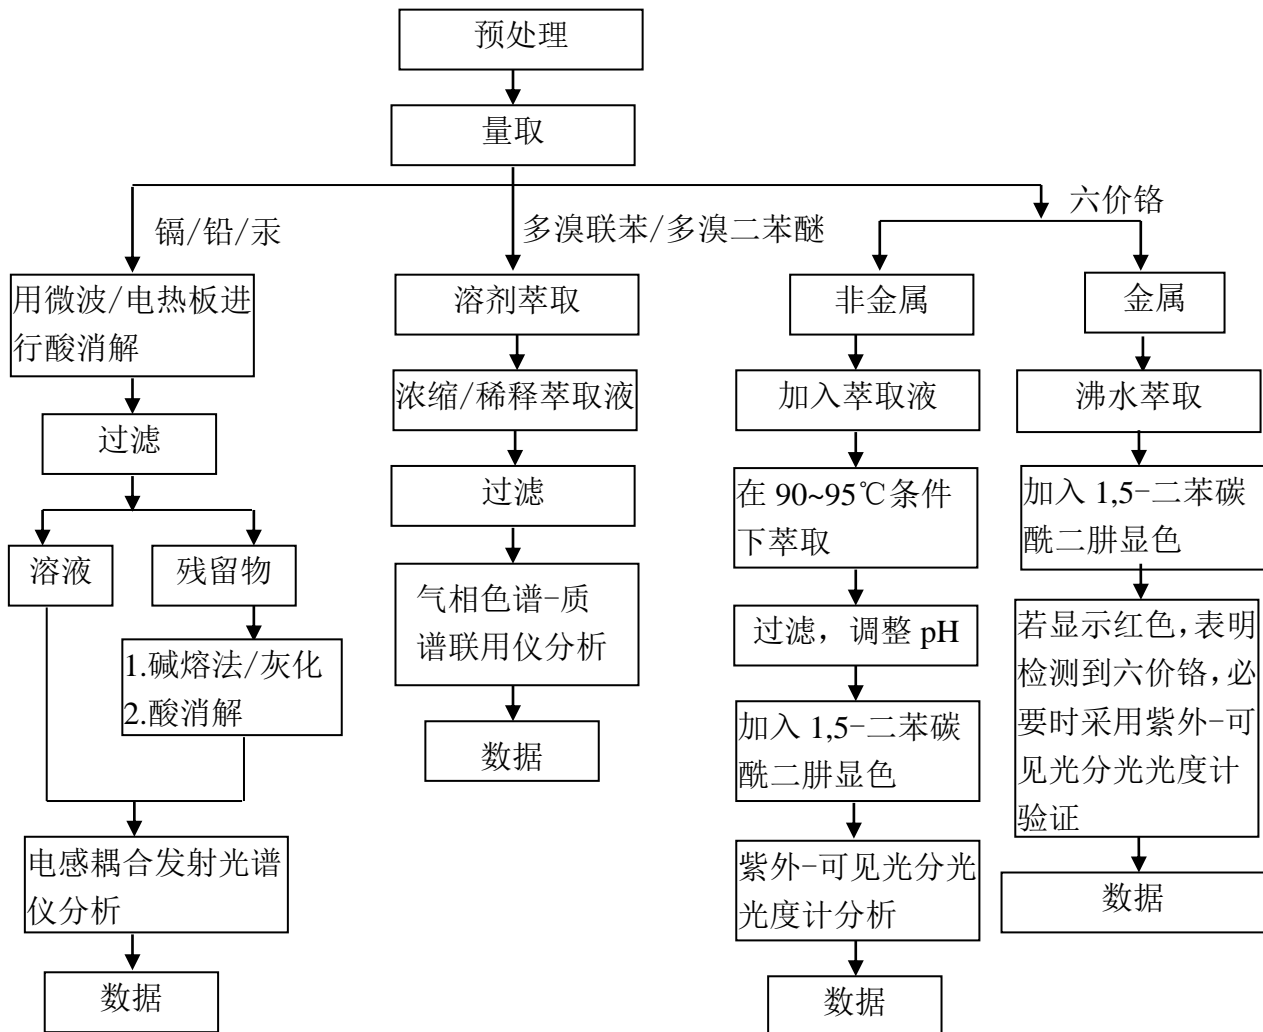 预处理
量取
镉/铅/汞
多溴联苯/多溴二苯醚
六价铬
用微波/电热板进
行酸消解
过滤
溶液
残留物
1.碱熔法/灰化
2.酸消解
电感耦合发射光谱
仪分析
数据
溶剂萃取
浓缩/稀释萃取液
过滤
气相色谱-质
谱联用仪分析
数据
非金属
加入萃取液
在 90~95℃条件
下萃取
过滤，调整 pH
加入 1,5-二苯碳
酰二肼显色
紫外-可见光分光
光度计分析
数据
金属
沸水萃取
加入 1,5-二苯碳
酰二肼显色
若显示红色，表明
检测到六价铬，必
要时采用紫外-可
见光分光光度计
验证
数据